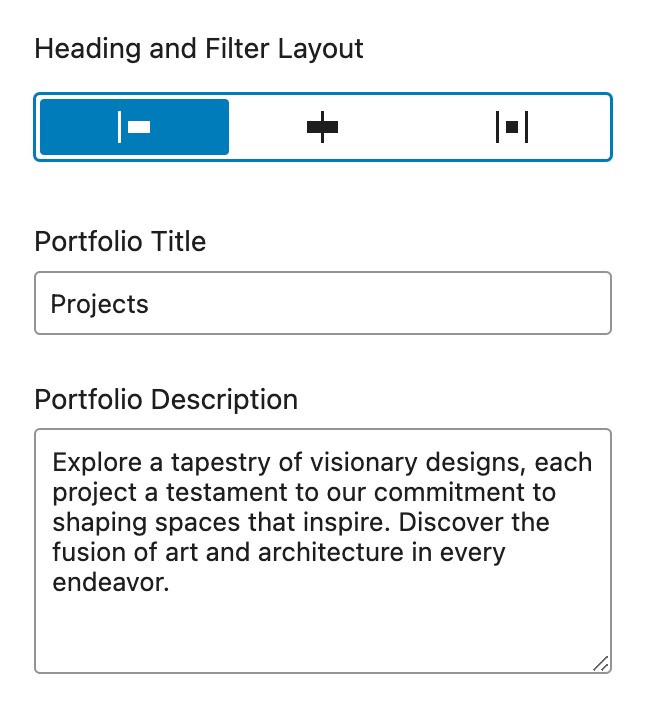 Heading and Filter Layout
Portfolio Title
Projects
Portfolio Description
Explore a tapestry of visionary designs, each
project a testament to our commitment to
shaping spaces that inspire. Discover the
fusion of art and architecture in every
endeavor.